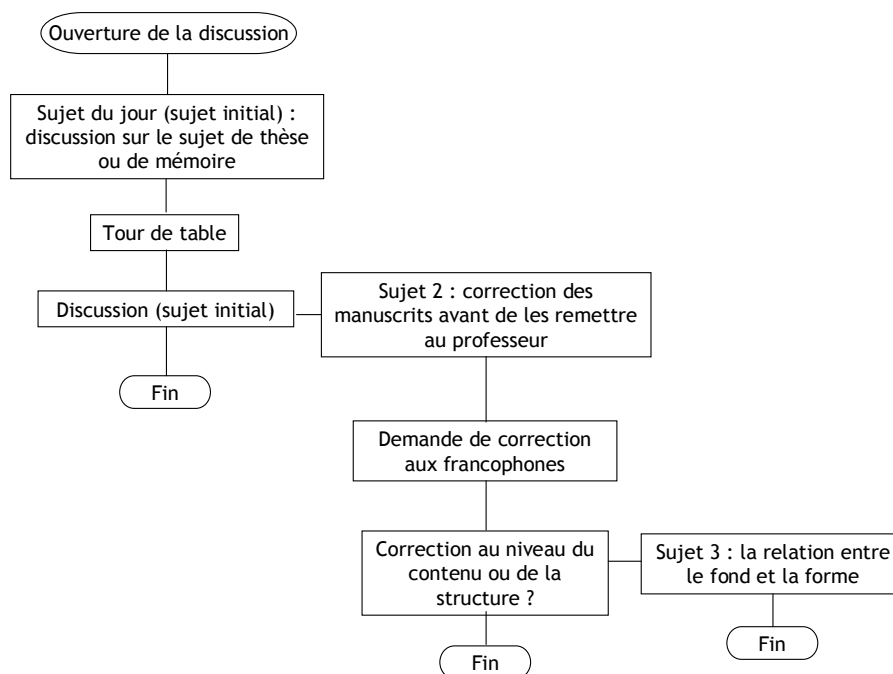 Ouverture de la discussion
Sujet du jour (sujet initial) :
discussion sur le sujet de thèse
ou de mémoire
Tour de table
Discussion (sujet initial)
Sujet 2 : correction des
manuscrits avant de les remettre
au professeur
Fin
Demande de correction
aux francophones
Correction au niveau du
contenu ou de la
structure ?
Sujet 3 : la relation entre
le fond et la forme
Fin
Fin